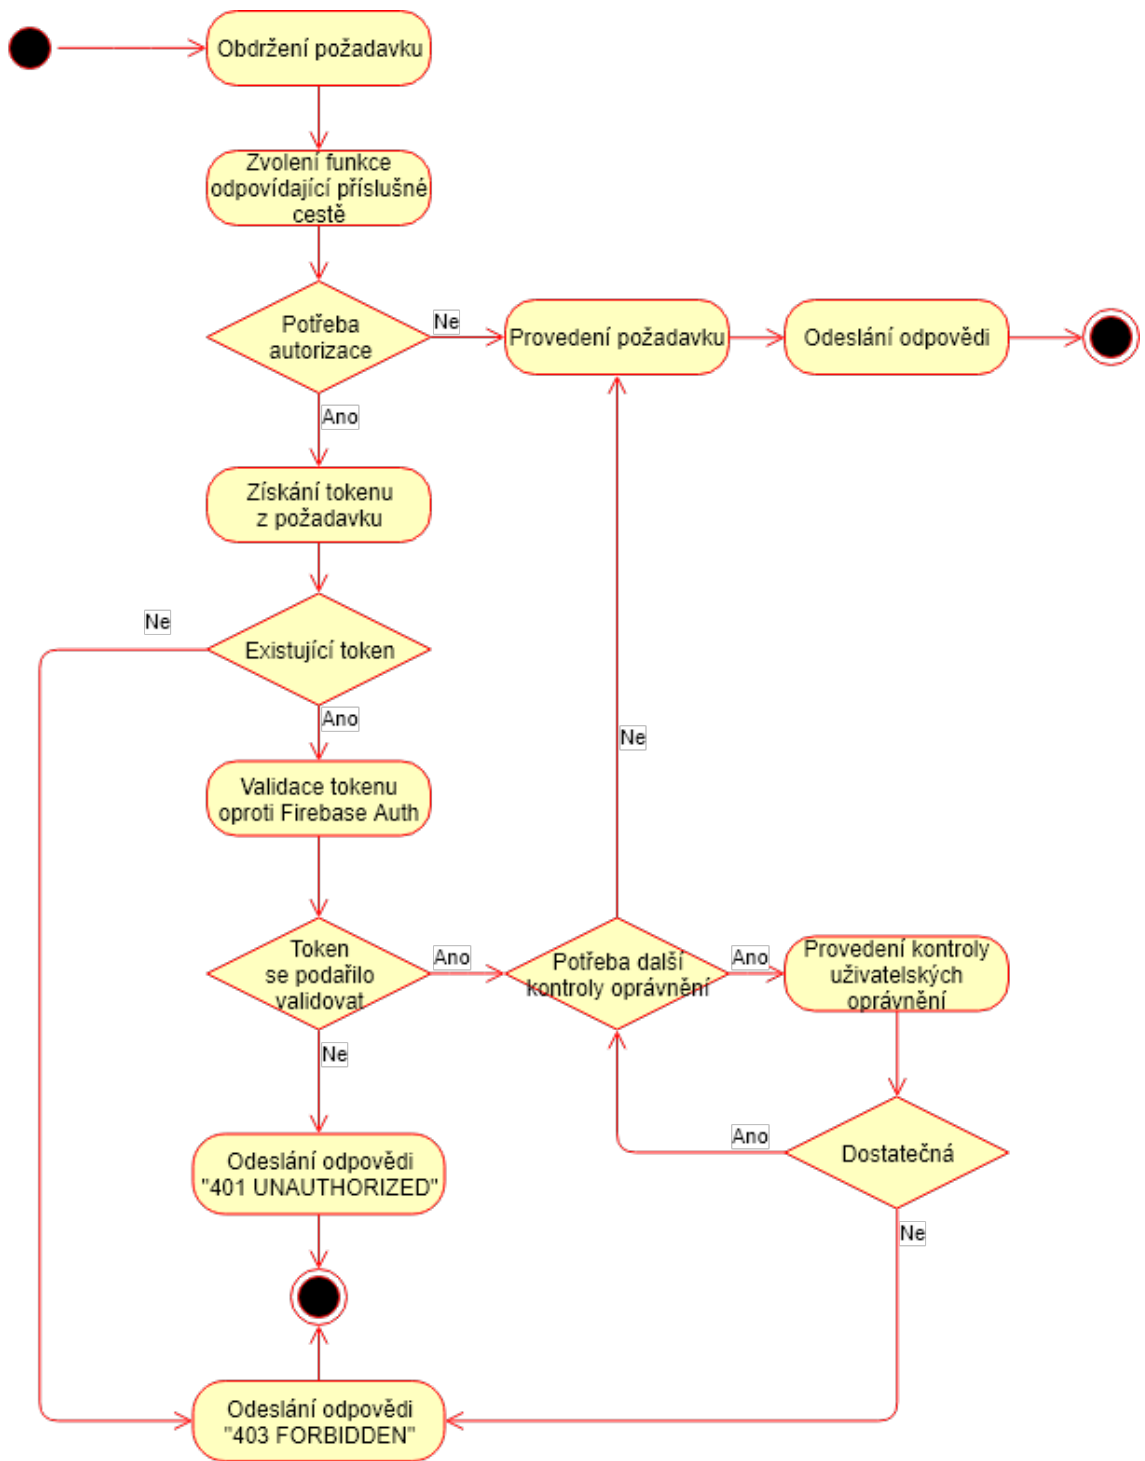 Obdržení požadavku
Zvolení funkce
odpovídající příslušné
cestě
Potřeba
autorizace
Ne
Provedení požadavku
Odeslání odpovědi
Ano
Získání tokenu
z požadavku
Ne
Existující token
Ano
Validace tokenu
oproti Firebase Auth
Ne
Token
se podařilo
validovat
Ano
Potřeba další
kontroly oprávnění
Ano
Provedení kontroly
uživatelských
oprávnění
Ne
Ano
Dostatečná
Odeslání odpovědi
"401 UNAUTHORIZED"
Ne
Odeslání odpovědi
"403 FORBIDDEN"